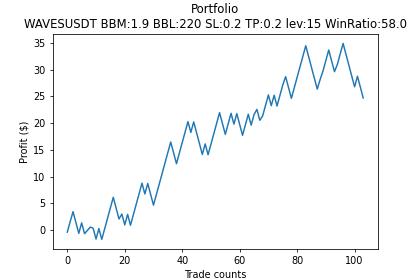 Portfolio
WAVESUSDT BBM:1.9 BBL:220 SL:0.2 TP:0.2 lev:15 WinRatio:58.0
Profit ($)
35
30
25
20
15
10
5
0
0 20 40 60 80 100
Trade counts